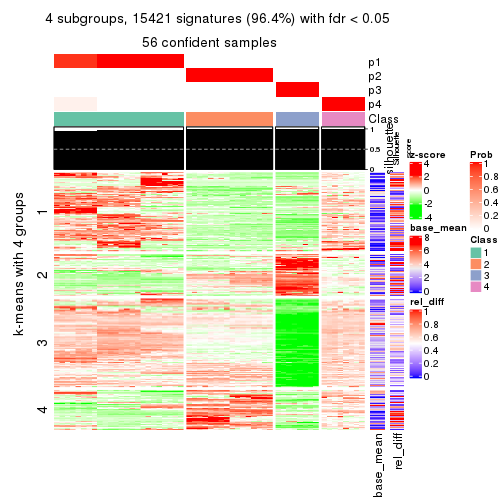 4 subgroups, 15421 signatures (96.4%) with fdr < 0.05
56 confident samples
p1
p2
p3
p4
Class
1
0.5
0
silhouette
Silhouette
score
k-means with 4 groups
1
2
3
4
base_mean
rel_diff
z-score
4
2
0
-2
-4
base_mean
8
6
4
2
0
rel_diff
1
0.8
0.6
0.4
0.2
0
Prob
1
0.8
0.6
0.4
0.2
0
Class
1
2
3
4